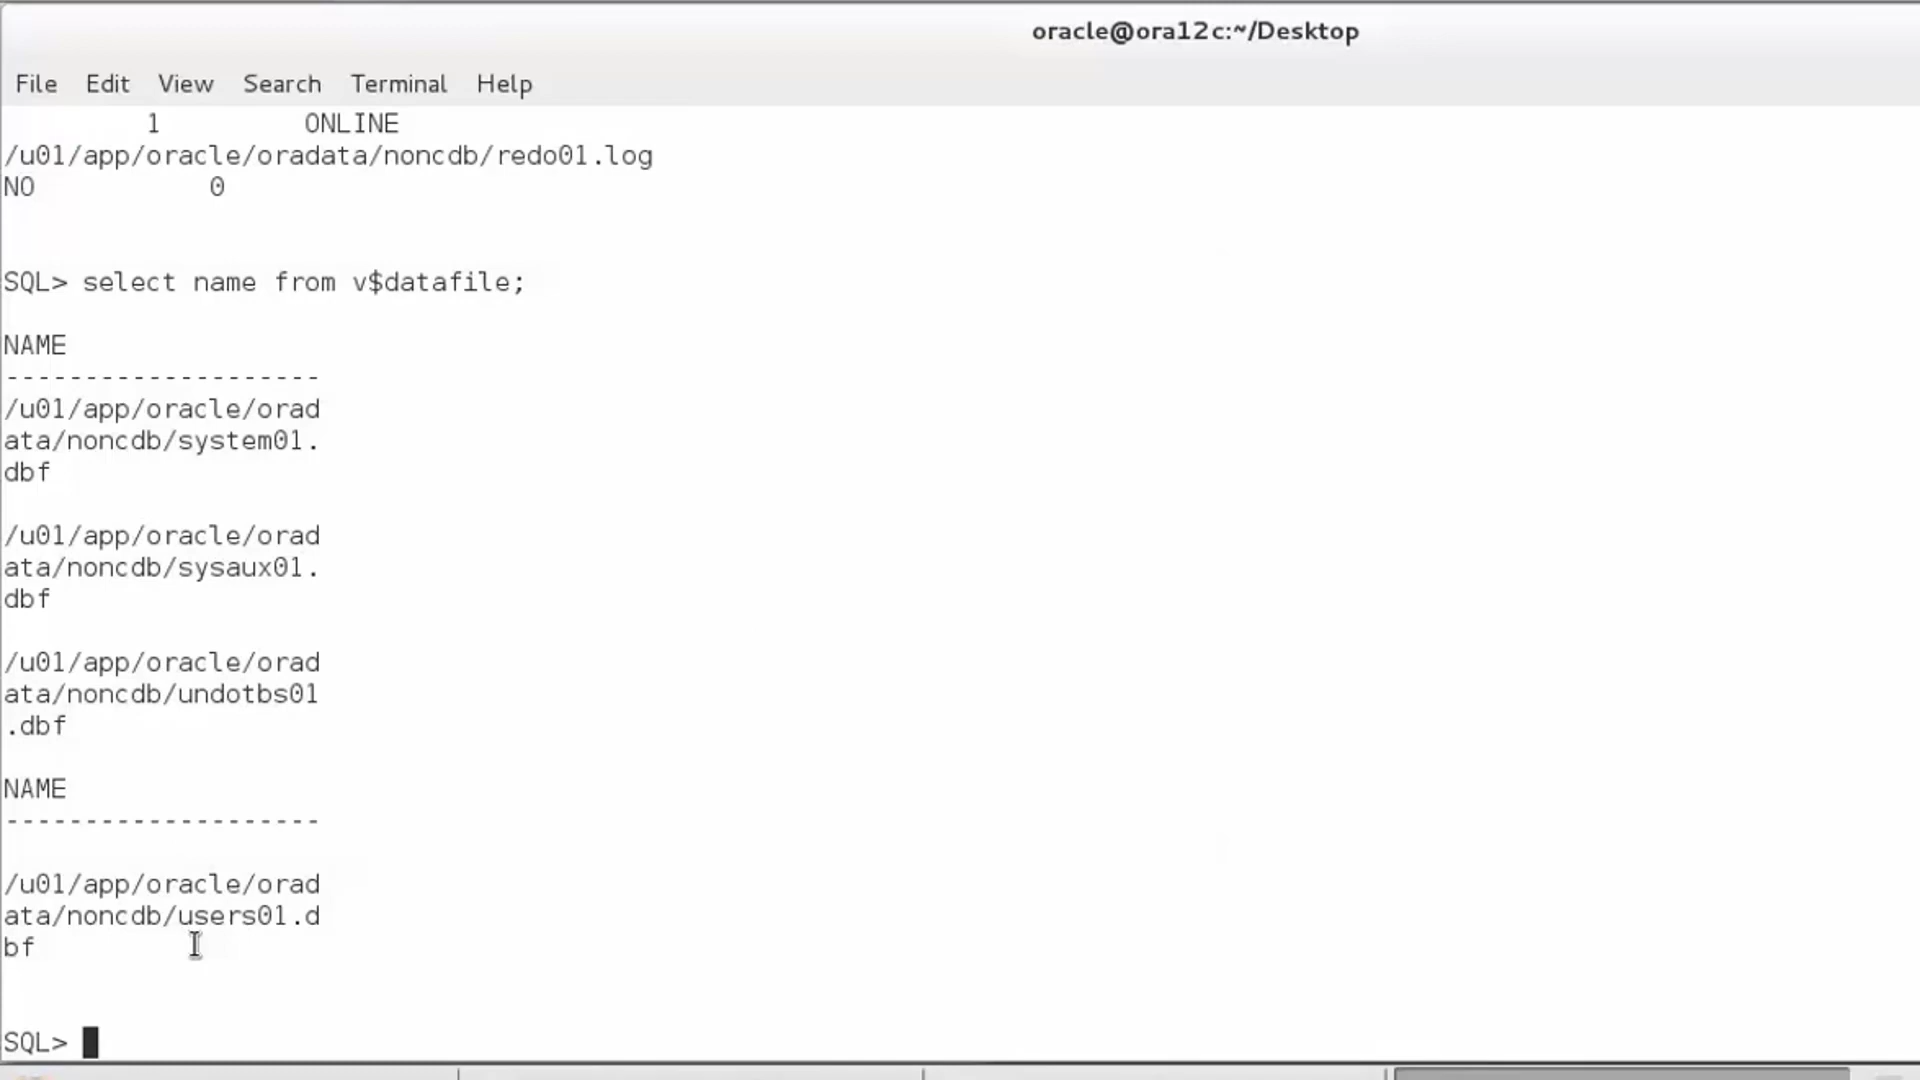 oracle@ora12c:~/Desktop
File Edit View Search Terminal Help
1 ONLINE
/u01/app/oracle/oradata/noncdb/redo01.log
NO 0
SQL> select name from v$datafile;
NAME
--------------------
/u01/app/oracle/orad
ata/noncdb/system01.
dbf
/u01/app/oracle/orad
ata/noncdb/sysaux01.
dbf
/u01/app/oracle/orad
ata/noncdb/undotbs01
.dbf
NAME
--------------------
/u01/app/oracle/orad
ata/noncdb/users01.d
bf
SQL>